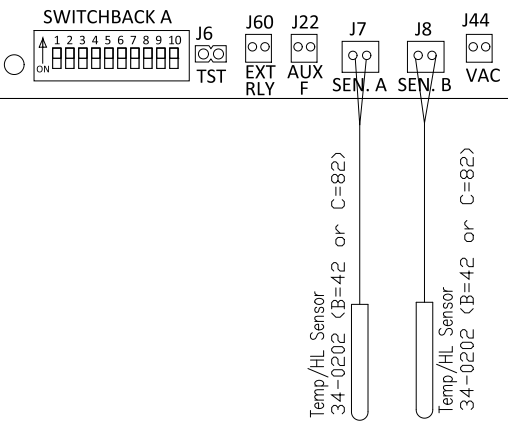 SWITCHBACK A
1 2 3 4 5 6 7 8 9 10
ON
J6
TST
J60
EXT
RLY
J22
AUX
F
J7
SEN. A
J8
SEN. B
J44
VAC
Temp/HL Sensor
34-0202 (B=42 or C=82)
Temp/HL Sensor
34-0202 (B=42 or C=82)